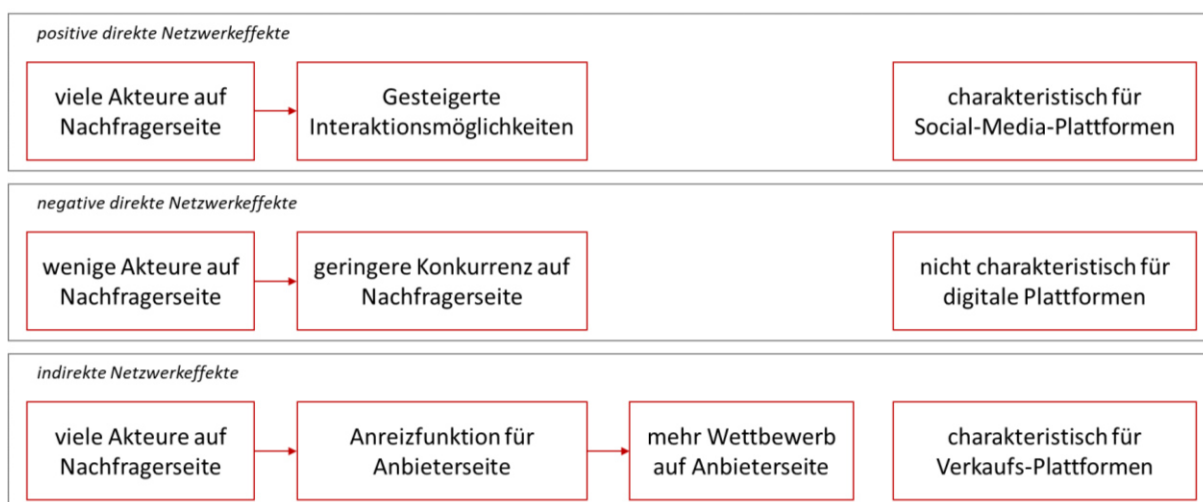 positive direkte Netzwerkeffekte
viele Akteure auf
Nachfragerseite
Gesteigerte
Interaktionsmöglichkeiten
charakteristisch für
Social-Media-Plattformen
negative direkte Netzwerkeffekte
wenige Akteure auf
Nachfragerseite
geringere Konkurrenz auf
Nachfragerseite
nicht charakteristisch für
digitale Plattformen
indirekte Netzwerkeffekte
viele Akteure auf
Nachfragerseite
Anreizfunktion für
Anbieterseite
mehr Wettbewerb
auf Anbieterseite
charakteristisch für
Verkaufs-Plattformen